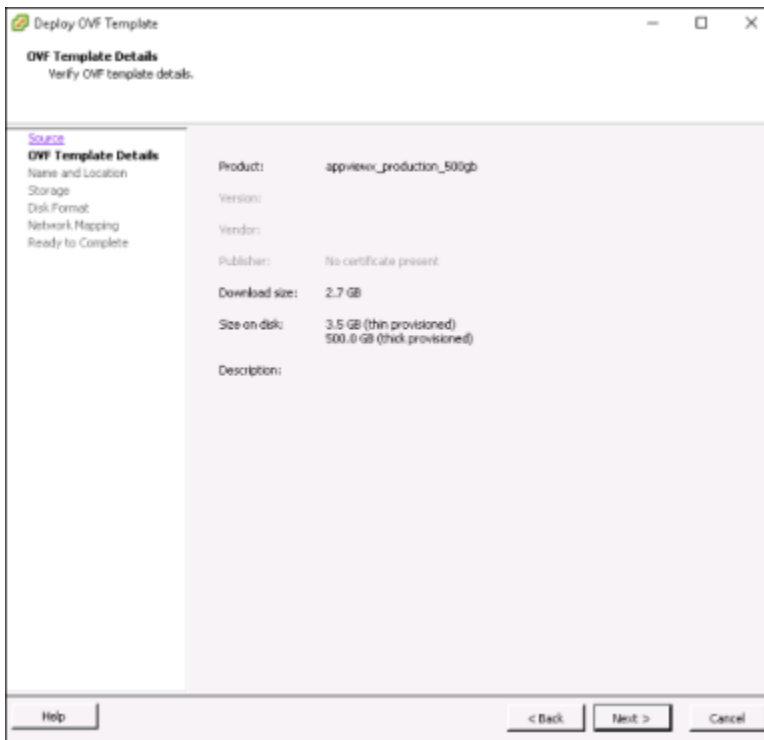 Deploy OVF Template
OVF Template Details
Verify OVF template details.
Source
OVF Template Details
Name and Location
Storage
Disk Format
Network Mapping
Ready to Complete
Product: appviewx_production_500gb
Version:
Vendor:
Publisher: No certificate present
Download size: 2.7 GB
Size on disk: 3.5 GB (thin provisioned)
500.0 GB (thick provisioned)
Description:
Help
< Back
Next >
Cancel